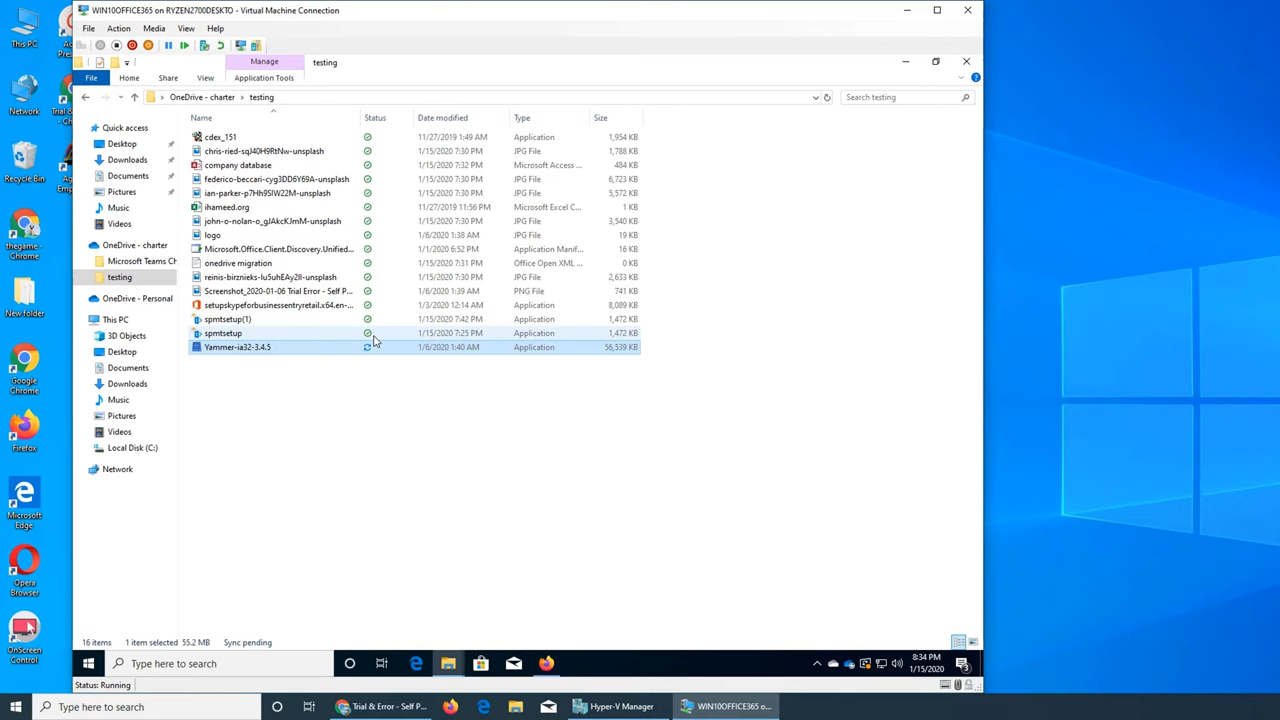 WIN10OFFICE365 on RYZEN2700DESKTO - Virtual Machine Connection
File Action Media View Help
Manage testing
File Home Share View Application Tools
OneDrive - charter testing Search testing
Name Status Date modified Type Size
Quick access
Desktop
Downloads
Documents
Pictures
Music
Videos
OneDrive - charter
Microsoft Teams Ch
testing
OneDrive - Personal
This PC
3D Objects
Desktop
Documents
Downloads
Music
Pictures
Videos
Local Disk (C:)
Network
cdex_151 11/27/2019 1:49 AM Application 1,954 KB
chris-ried-sqJ40H9RtNw-unsplash 1/15/2020 7:30 PM JPG File 1,788 KB
company database 1/15/2020 7:30 PM Microsoft Access ... 484 KB
federico-beccari-cyg3DD6Y69A-unsplash 1/15/2020 7:30 PM JPG File 6,723 KB
ian-parker-p7Hh9SIW22M-unsplash 1/15/2020 7:30 PM JPG File 5,572 KB
ihameed.org 11/27/2019 11:56 PM Microsoft Excel C... 1 KB
john-o-nolan-o_gJAkcKJmM-unsplash 1/15/2020 7:30 PM JPG File 3,540 KB
logo 1/6/2020 1:38 AM JPG File 19 KB
Microsoft.Office.Client.Discovery.Unified... 1/1/2020 6:52 PM Application Manif... 16 KB
onedrive migration 1/15/2020 7:31 PM Office Open XML ... 13 KB
reinis-birznieks-Iu5uhEAy2II-unsplash 1/15/2020 7:30 PM JPG File 2,633 KB
Screenshot_2020-01-06 Trial Error - Self P... 1/6/2020 1:39 AM PNG File 741 KB
setupskypeforbusinessentryretail.x64.en-... 1/3/2020 12:14 AM Application 8,089 KB
spmtsetup(1) 1/15/2020 7:42 PM Application 1,472 KB
spmtsetup 1/15/2020 7:25 PM Application 1,472 KB
Yammer-ia32-3.4.5 1/6/2020 1:40 AM Application 56,539 KB
16 items 1 item selected 55.2 MB Sync pending
Type here to search
8:34 PM
1/15/2020
3
Status: Running
This PC
Network
Recycle Bin
thegame - Chrome
New folder
Google Chrome
Firefox
Microsoft Edge
Opera Browser
OnScreen Control
Type here to search
Trial & Error - Self P... Hyper-V Manager WIN10OFFICE365 o...